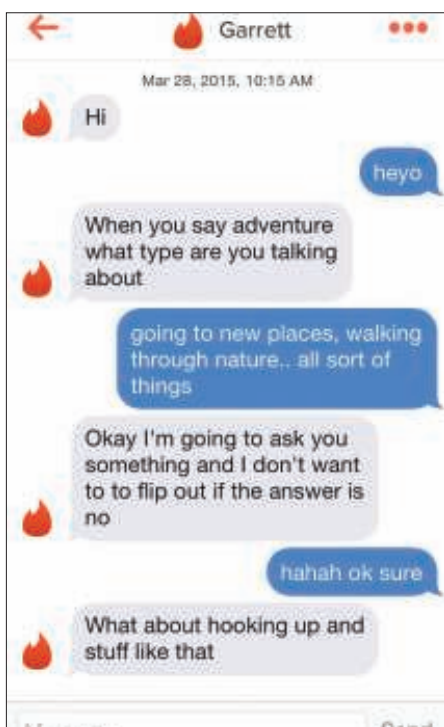 Garrett
Mar 28, 2015, 10:15 AM
Hi
heyo
When you say adventure
what type are you talking
about
going to new places, walking
through nature.. all sort of
things
Okay I'm going to ask you
something and I don't want
to to flip out if the answer is
no
hahah ok sure
What about hooking up and
stuff like that